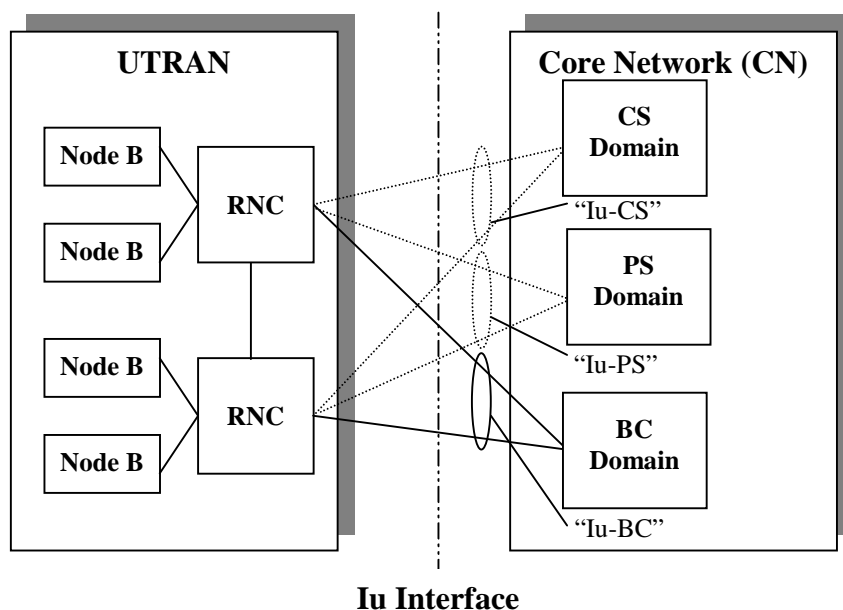 UTRAN
Node B
Node B
RNC
Node B
Node B
RNC
Core Network (CN)
CS
Domain
“Iu-CS”
PS
Domain
“Iu-PS”
BC
Domain
“Iu-BC”
Iu Interface